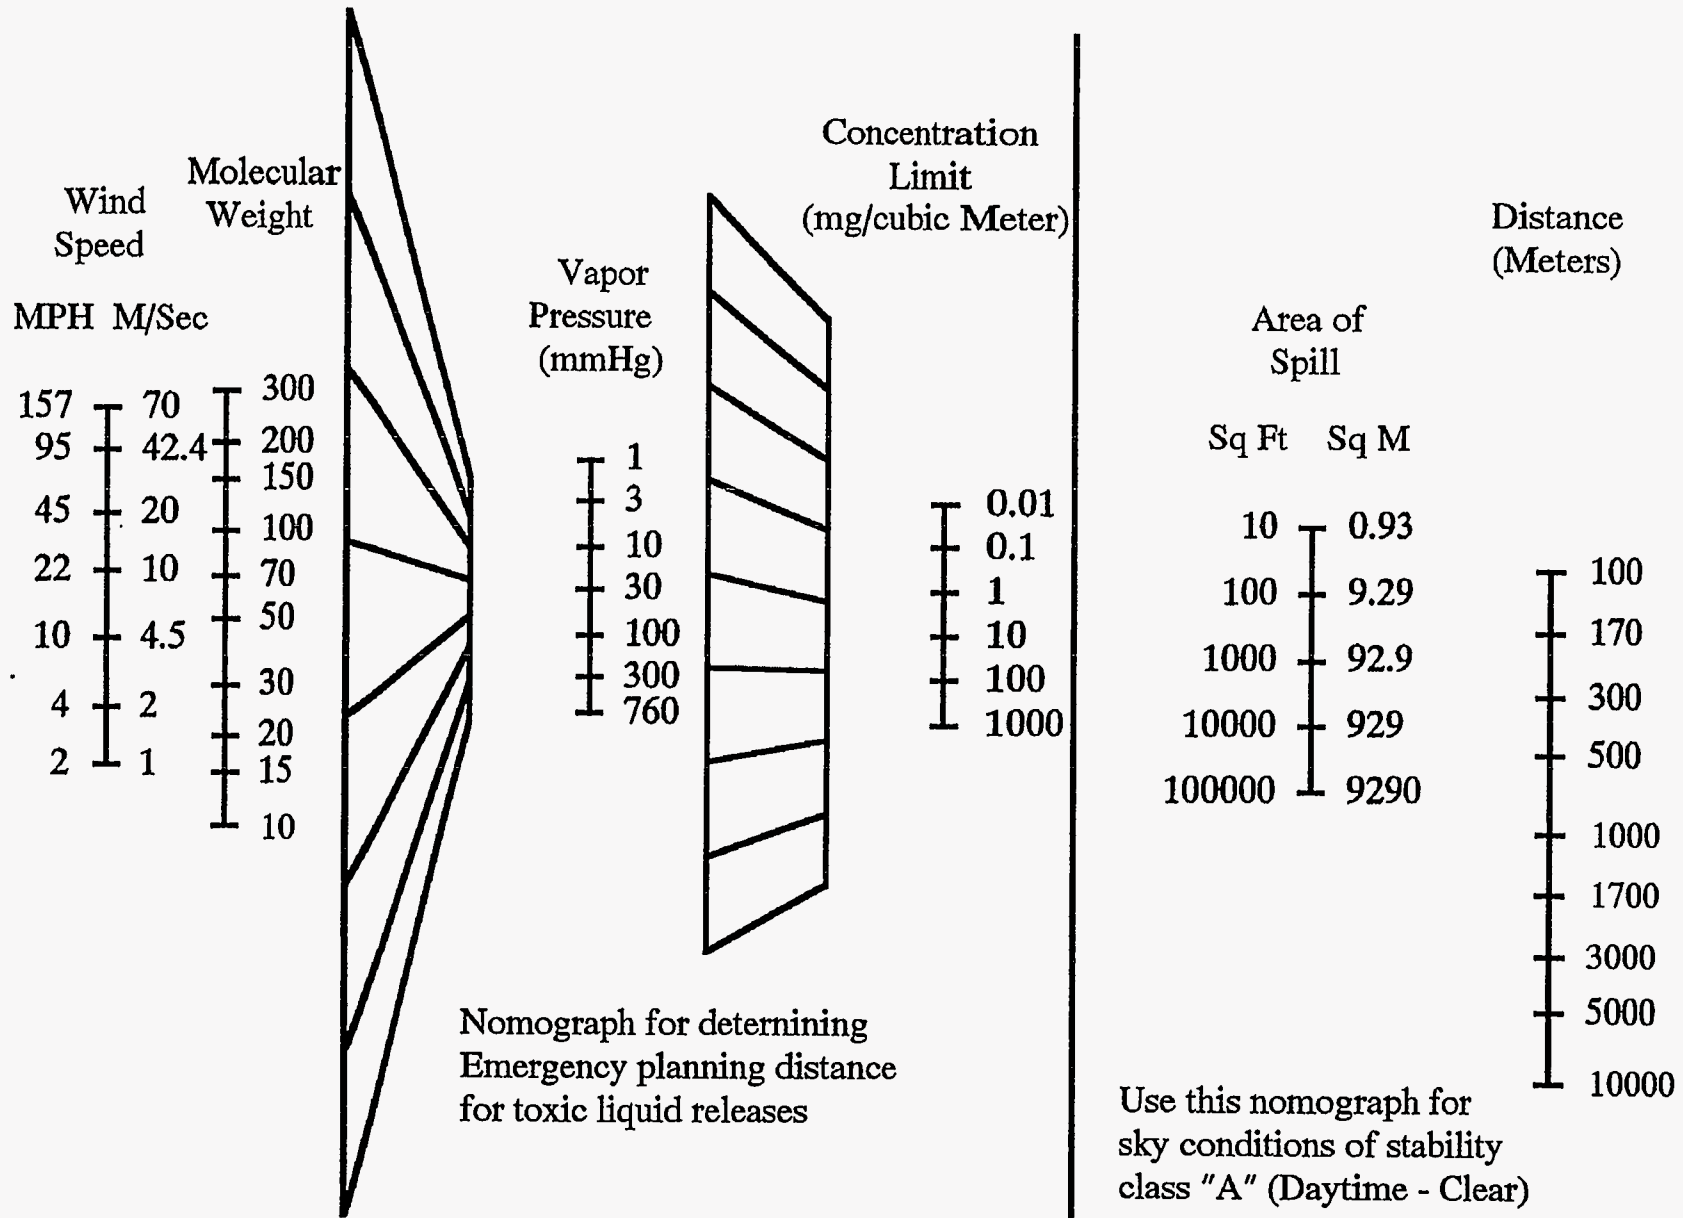 Wind
Speed
MPH M/Sec
157 70
95 42.4
45 20
22 10
10 4.5
4 2
2 1
Molecular
Weight
300
200
150
100
70
50
30
20
15
10
Vapor
Pressure
(mmHg)
1
3
10
30
100
300
760
Concentration
Limit
(mg/cubic Meter)
0.01
0.1
1
10
100
1000
Area of
Spill
Sq Ft Sq M
10 0.93
100 9.29
1000 92.9
10000 929
100000 9290
Distance
(Meters)
100
170
300
500
1000
1700
3000
5000
10000
Nomograph for deternining
Emergency planning distance
for toxic liquid releases
Use this nomograph for
sky conditions of stability
class "A" (Daytime - Clear)